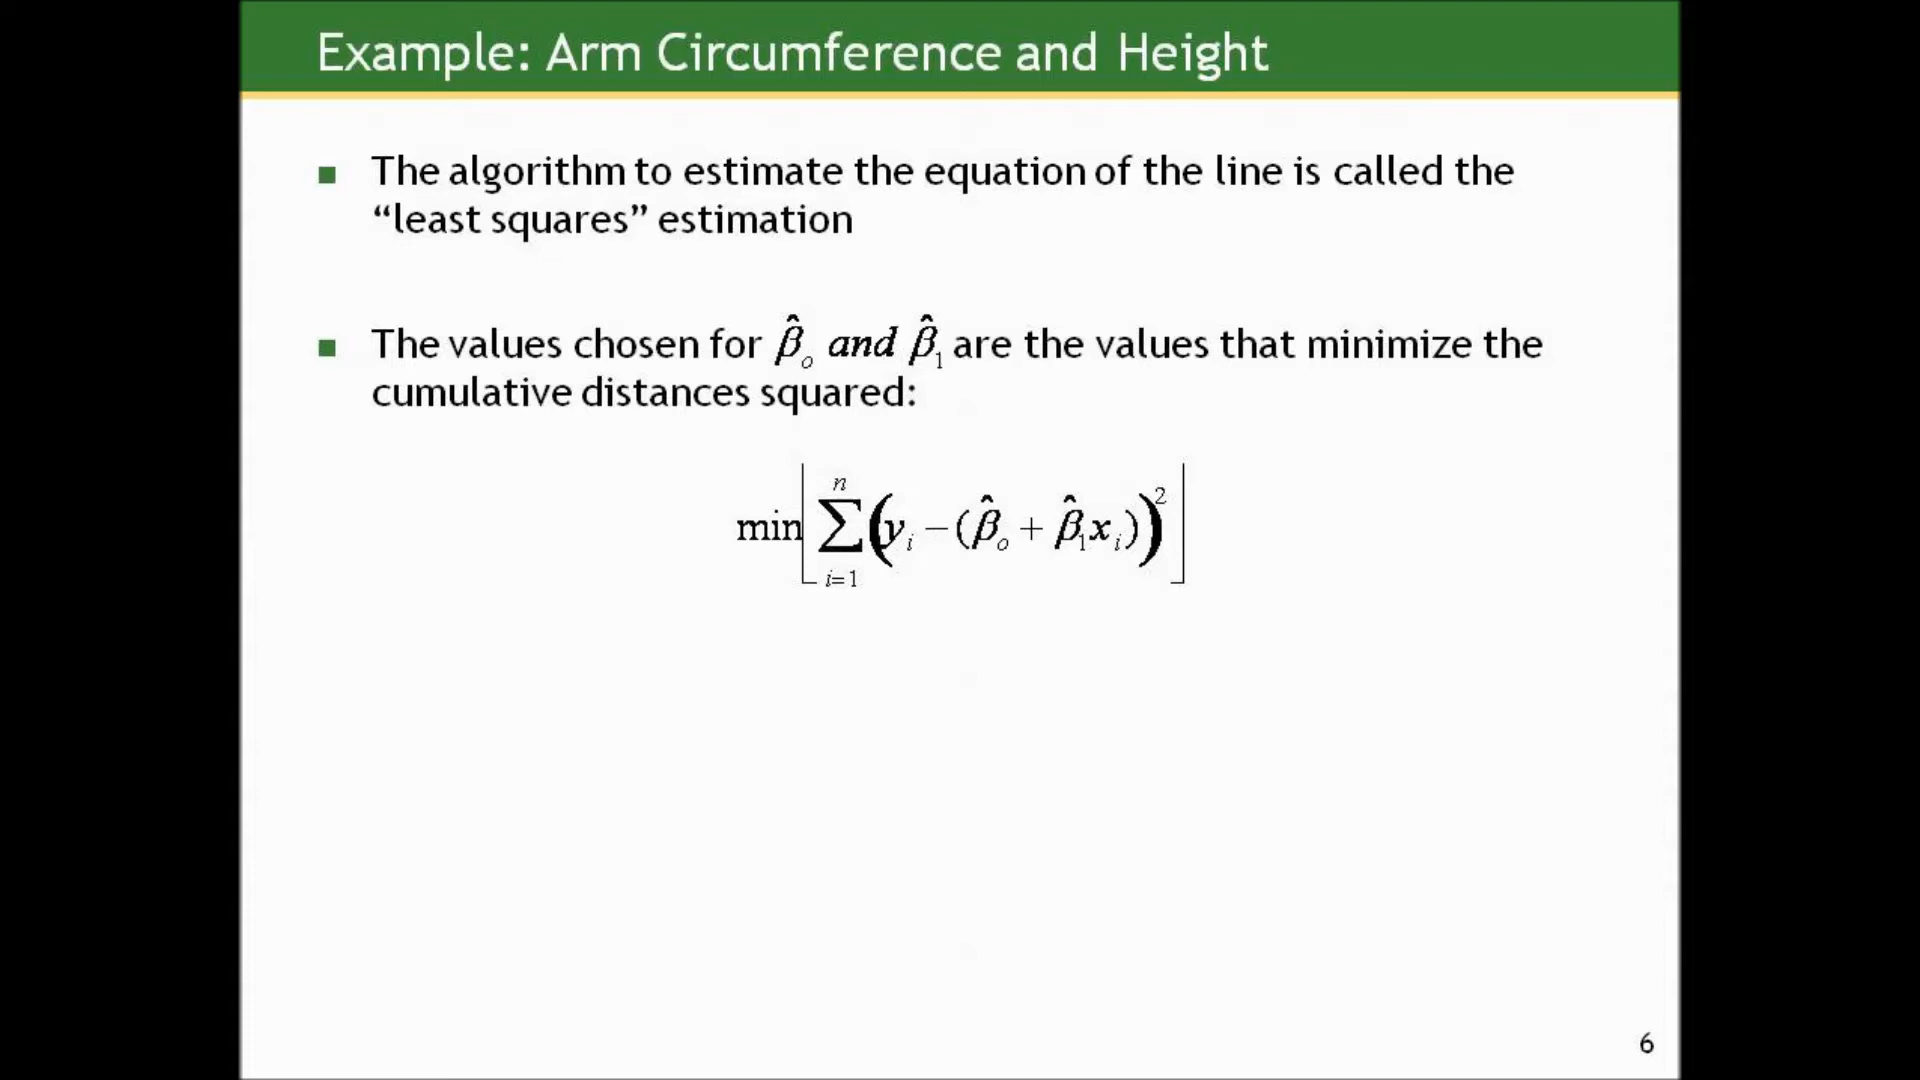 Example: Arm Circumference and Height
■ The algorithm to estimate the equation of the line is called the
“least squares” estimation
■ The values chosen for β̂ₒ and β̂₁ are the values that minimize the
cumulative distances squared:
min[∑ⁿᵢ₌₁(yᵢ − (β̂ₒ + β̂₁xᵢ))²]
6